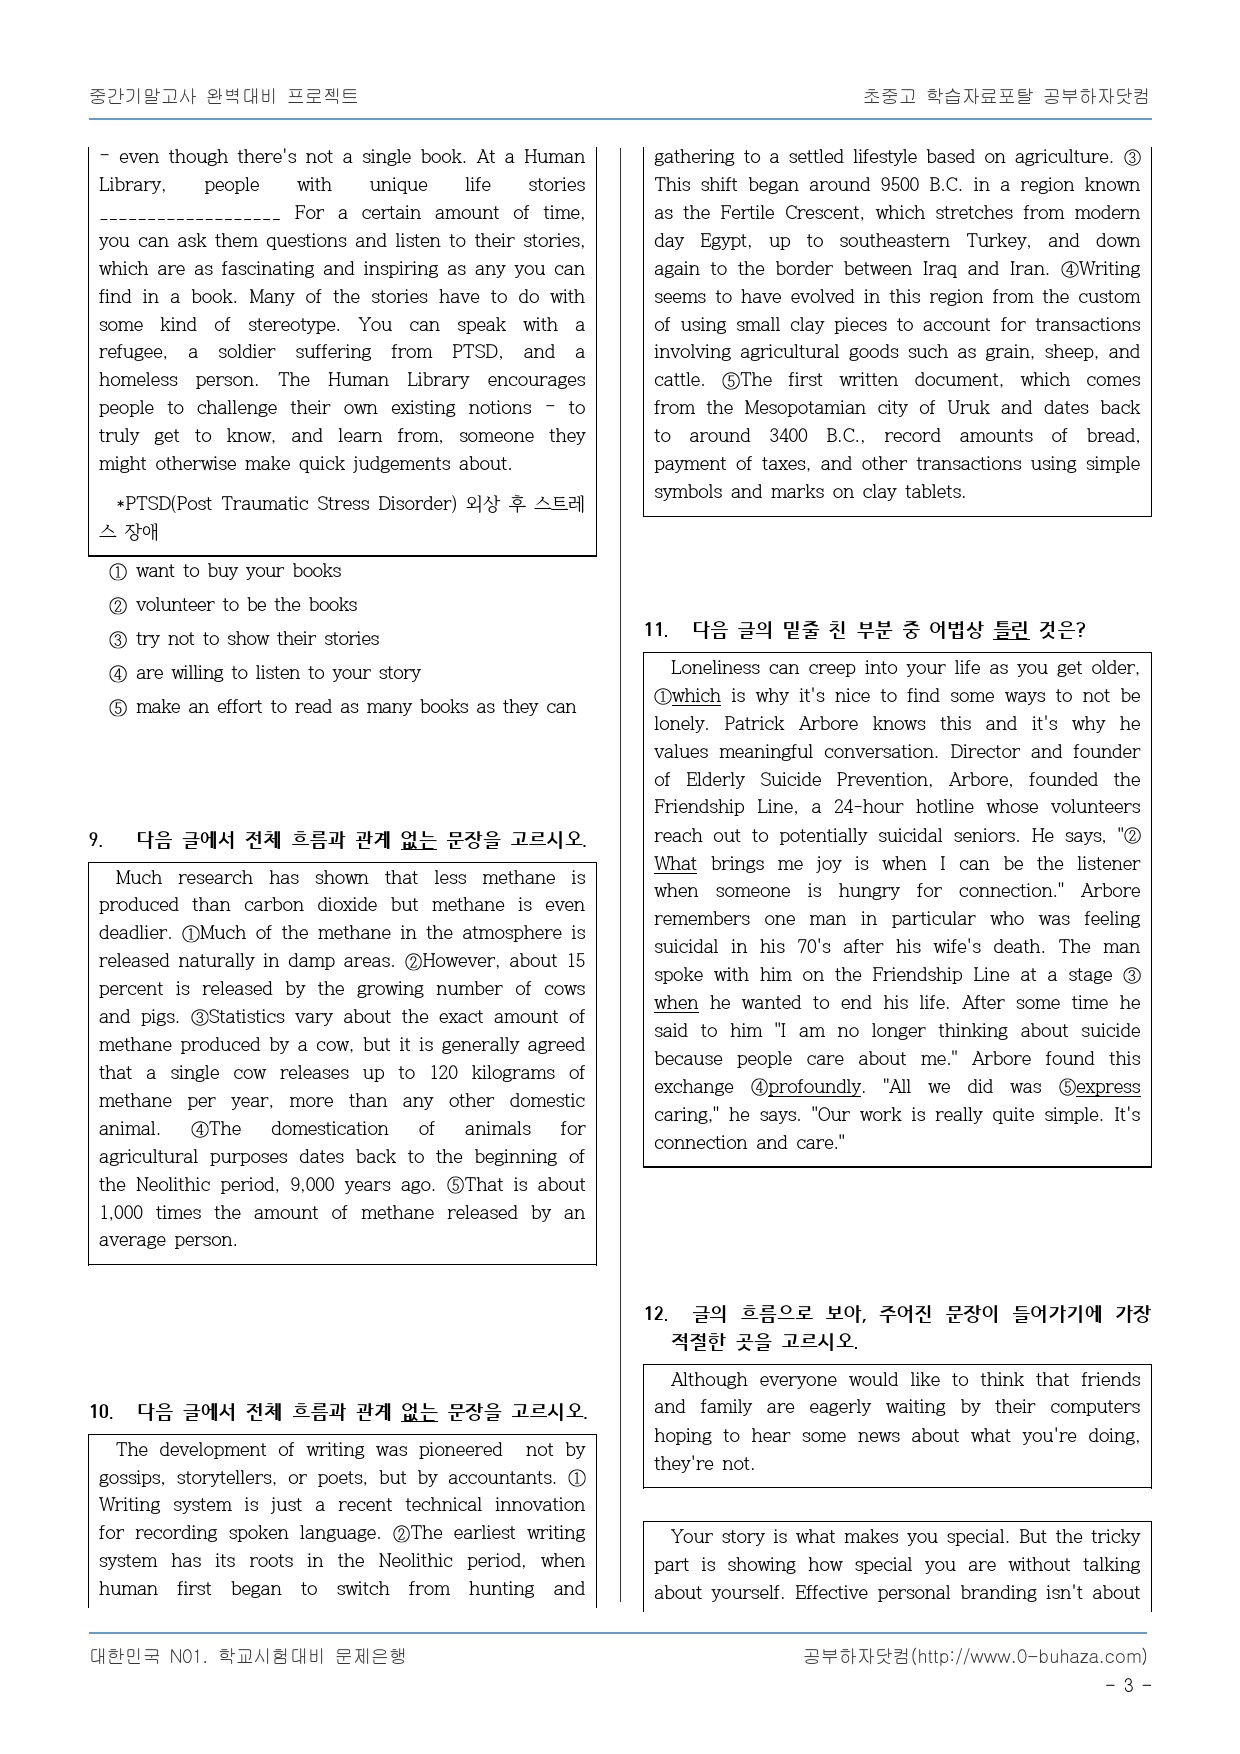 중간기말고사 완벽대비 프로젝트
초중고 학습자료포탈 공부하자닷컴
- even though there's not a single book. At a Human
Library, people with unique life stories
___________________ For a certain amount of time,
you can ask them questions and listen to their stories,
which are as fascinating and inspiring as any you can
find in a book. Many of the stories have to do with
some kind of stereotype. You can speak with a
refugee, a soldier suffering from PTSD, and a
homeless person. The Human Library encourages
people to challenge their own existing notions - to
truly get to know, and learn from, someone they
might otherwise make quick judgements about.
*PTSD(Post Traumatic Stress Disorder) 외상 후 스트레
스 장애
① want to buy your books
② volunteer to be the books
③ try not to show their stories
④ are willing to listen to your story
⑤ make an effort to read as many books as they can
9. 다음 글에서 전체 흐름과 관계 없는 문장을 고르시오.
Much research has shown that less methane is
produced than carbon dioxide but methane is even
deadlier. ①Much of the methane in the atmosphere is
released naturally in damp areas. ②However, about 15
percent is released by the growing number of cows
and pigs. ③Statistics vary about the exact amount of
methane produced by a cow, but it is generally agreed
that a single cow releases up to 120 kilograms of
methane per year, more than any other domestic
animal. ④The domestication of animals for
agricultural purposes dates back to the beginning of
the Neolithic period, 9,000 years ago. ⑤That is about
1,000 times the amount of methane released by an
average person.
10. 다음 글에서 전체 흐름과 관계 없는 문장을 고르시오.
The development of writing was pioneered not by
gossips, storytellers, or poets, but by accountants. ①
Writing system is just a recent technical innovation
for recording spoken language. ②The earliest writing
system has its roots in the Neolithic period, when
human first began to switch from hunting and
gathering to a settled lifestyle based on agriculture. ③
This shift began around 9500 B.C. in a region known
as the Fertile Crescent, which stretches from modern
day Egypt, up to southeastern Turkey, and down
again to the border between Iraq and Iran. ④Writing
seems to have evolved in this region from the custom
of using small clay pieces to account for transactions
involving agricultural goods such as grain, sheep, and
cattle. ⑤The first written document, which comes
from the Mesopotamian city of Uruk and dates back
to around 3400 B.C., record amounts of bread,
payment of taxes, and other transactions using simple
symbols and marks on clay tablets.
11. 다음 글의 밑줄 친 부분 중 어법상 틀린 것은?
Loneliness can creep into your life as you get older,
①which is why it's nice to find some ways to not be
lonely. Patrick Arbore knows this and it's why he
values meaningful conversation. Director and founder
of Elderly Suicide Prevention, Arbore, founded the
Friendship Line, a 24-hour hotline whose volunteers
reach out to potentially suicidal seniors. He says, "②
What brings me joy is when I can be the listener
when someone is hungry for connection." Arbore
remembers one man in particular who was feeling
suicidal in his 70's after his wife's death. The man
spoke with him on the Friendship Line at a stage ③
when he wanted to end his life. After some time he
said to him "I am no longer thinking about suicide
because people care about me." Arbore found this
exchange ④profoundly. "All we did was ⑤express
caring," he says. "Our work is really quite simple. It's
connection and care."
12. 글의 흐름으로 보아, 주어진 문장이 들어가기에 가장
적절한 곳을 고르시오.
Although everyone would like to think that friends
and family are eagerly waiting by their computers
hoping to hear some news about what you're doing,
they're not.
Your story is what makes you special. But the tricky
part is showing how special you are without talking
about yourself. Effective personal branding isn't about
대한민국 N01. 학교시험대비 문제은행
공부하자닷컴(http://www.0-buhaza.com)
- 3 -